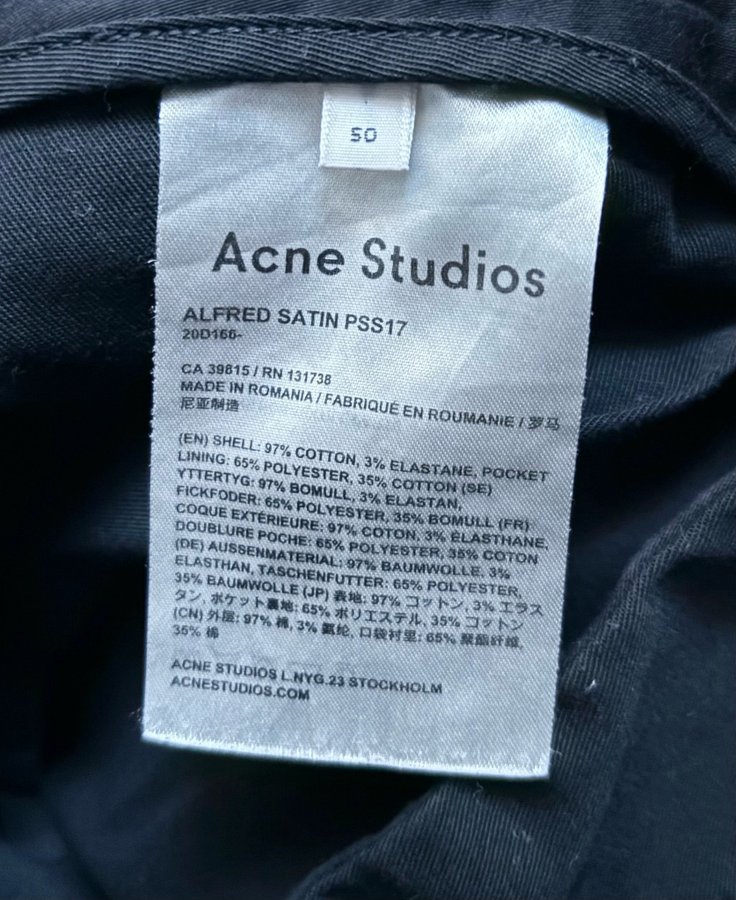 50
Acne Studios
ALFRED SATIN PSS17
20D166-
CA 39815 / RN 131738
MADE IN ROMANIA / FABRIQUÉ EN ROUMANIE / 罗马
尼亚制造
(EN) SHELL: 97% COTTON, 3% ELASTANE, POCKET
LINING: 65% POLYESTER, 35% COTTON (SE)
YTTERTYG: 97% BOMULL, 3% ELASTAN,
FICKFODER: 65% POLYESTER, 35% BOMULL (FR)
COQUE EXTÉRIEURE: 97% COTON, 3% ÉLASTHANE,
DOUBLURE POCHE: 65% POLYESTER, 35% COTON
(DE) AUSSENMATERIAL: 97% BAUMWOLLE, 3%
ELASTHAN, TASCHENFUTTER: 65% POLYESTER,
35% BAUMWOLLE (JP) 表地: 97% コットン, 3% エラス
タン, ポケット裏地: 65% ポリエステル, 35% コットン
(CN) 外层: 97% 棉, 3% 氨纶, 口袋衬里: 65% 聚酯纤维,
35% 棉
ACNE STUDIOS L.NYG.23 STOCKHOLM
ACNESTUDIOS.COM